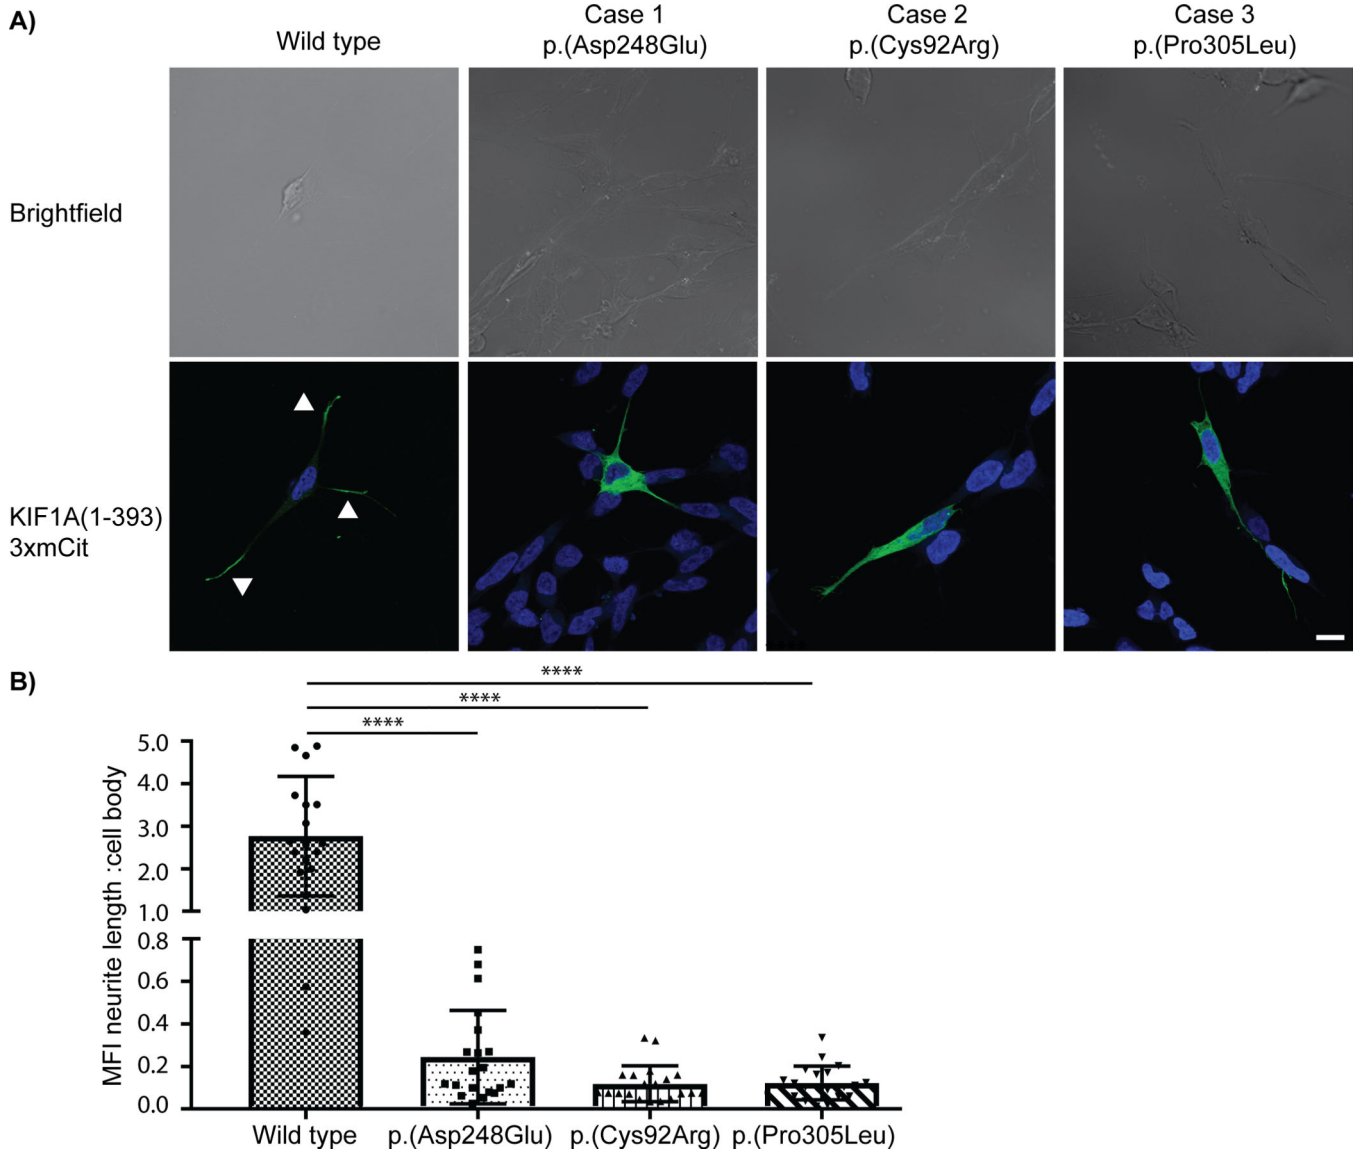 A)
Wild type
Case 1
p.(Asp248Glu)
Case 2
p.(Cys92Arg)
Case 3
p.(Pro305Leu)
Brightfield
KIF1A(1-393)
3xmCit
B)
****
****
****
MFI neurite length :cell body
5.0
4.0
3.0
2.0
1.0
0.8
0.6
0.4
0.2
0.0
Wild type
p.(Asp248Glu)
p.(Cys92Arg)
p.(Pro305Leu)